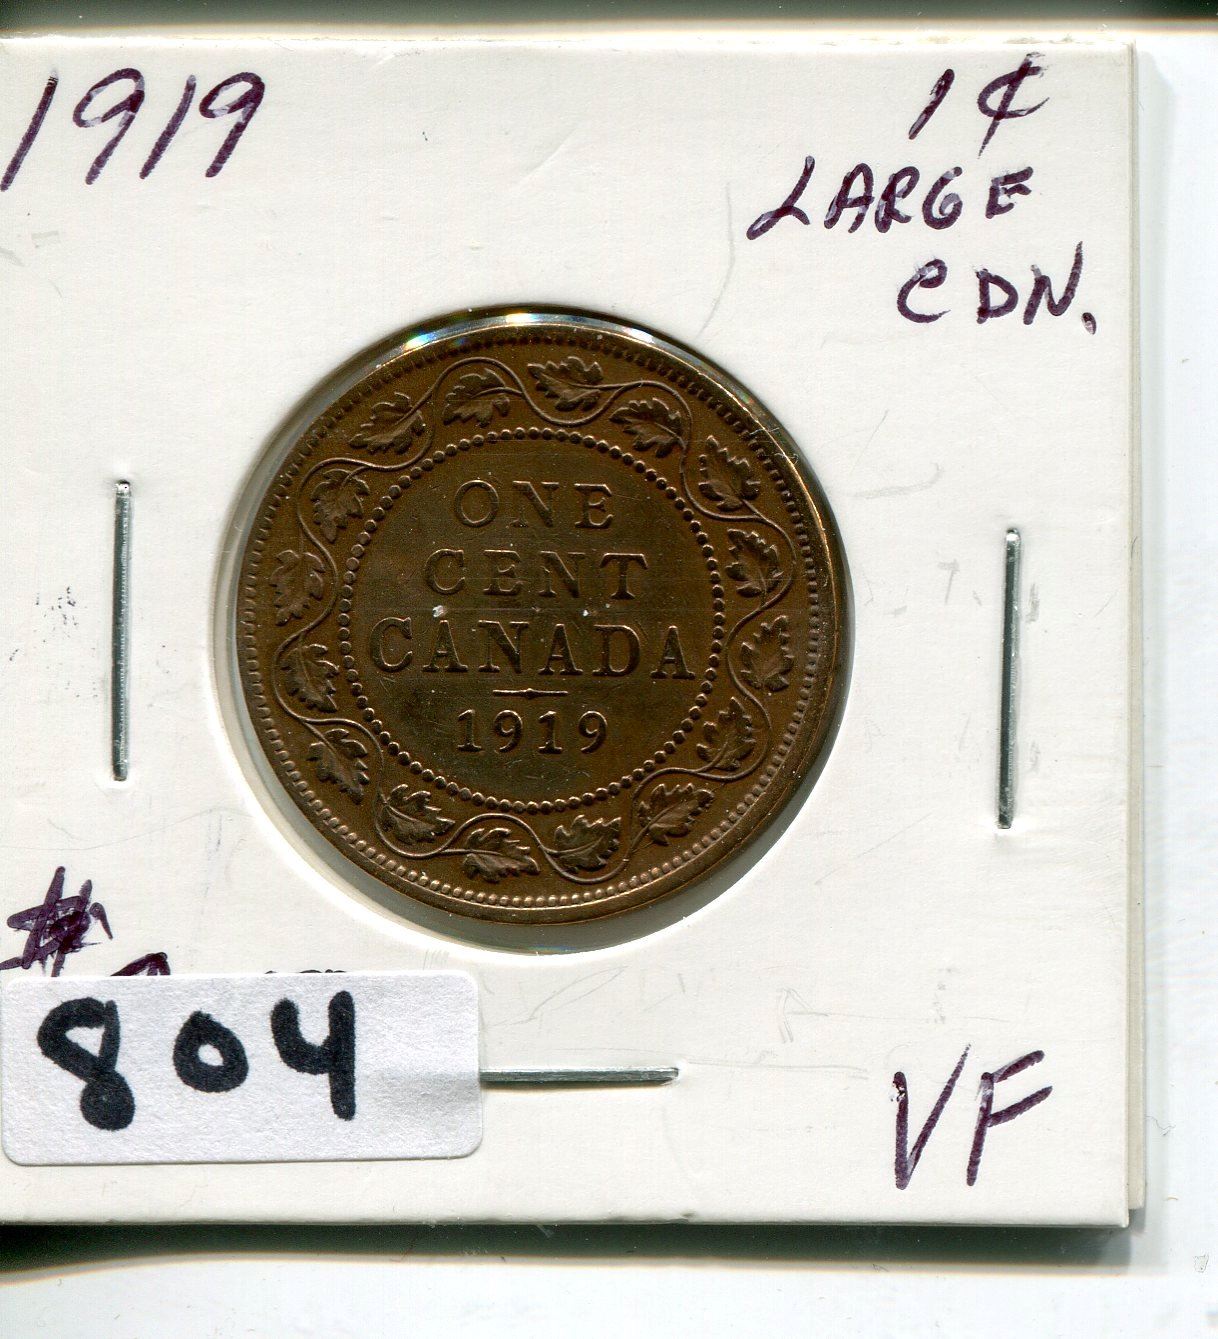 1919
1¢
LARGE
CDN.
ONE
CENT
CANADA
1919
#
804
VF